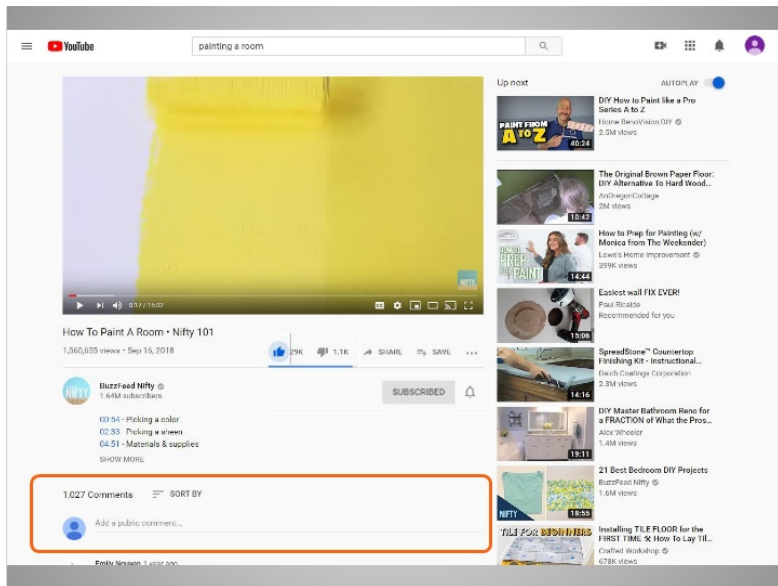 YouTube
painting a room
NIFTY
0:17 / 15:02
How To Paint A Room • Nifty 101
1,560,655 views • Sep 16, 2018
29K
1.1K
SHARE
SAVE
NIFTY
BuzzFeed Nifty
1.64M subscribers
SUBSCRIBED
00:54 - Picking a color
02:33 - Picking a sheen
04:51 - Materials & supplies
SHOW MORE
1,027 Comments
SORT BY
Add a public comment...
Emily Nguyen 1 year ago
Up next
AUTOPLAY
PAINT FROM
A TO Z
40:24
DIY How to Paint like a Pro
Series A to Z
Home RenoVision DIY
2.5M views
10:42
The Original Brown Paper Floor:
DIY Alternative To Hard Wood...
AnOregonCottage
2M views
HOW TO
PREP
PAINT
14:44
How to Prep for Painting (w/
Monica from The Weekender)
Lowe's Home Improvement
399K views
15:06
Easiest wall FIX EVER!
Paul Ricalde
Recommended for you
14:16
SpreadStone™ Countertop
Finishing Kit - Instructional...
Daich Coatings Corporation
2.3M views
19:11
DIY Master Bathroom Reno for
a FRACTION of What the Pros...
Alex Wheeler
1.4M views
NIFTY
18:55
21 Best Bedroom DIY Projects
BuzzFeed Nifty
1.6M views
TILE FOR BEGINNERS
Installing TILE FLOOR for the
FIRST TIME 🛠 How To Lay Til...
Crafted Workshop
678K views